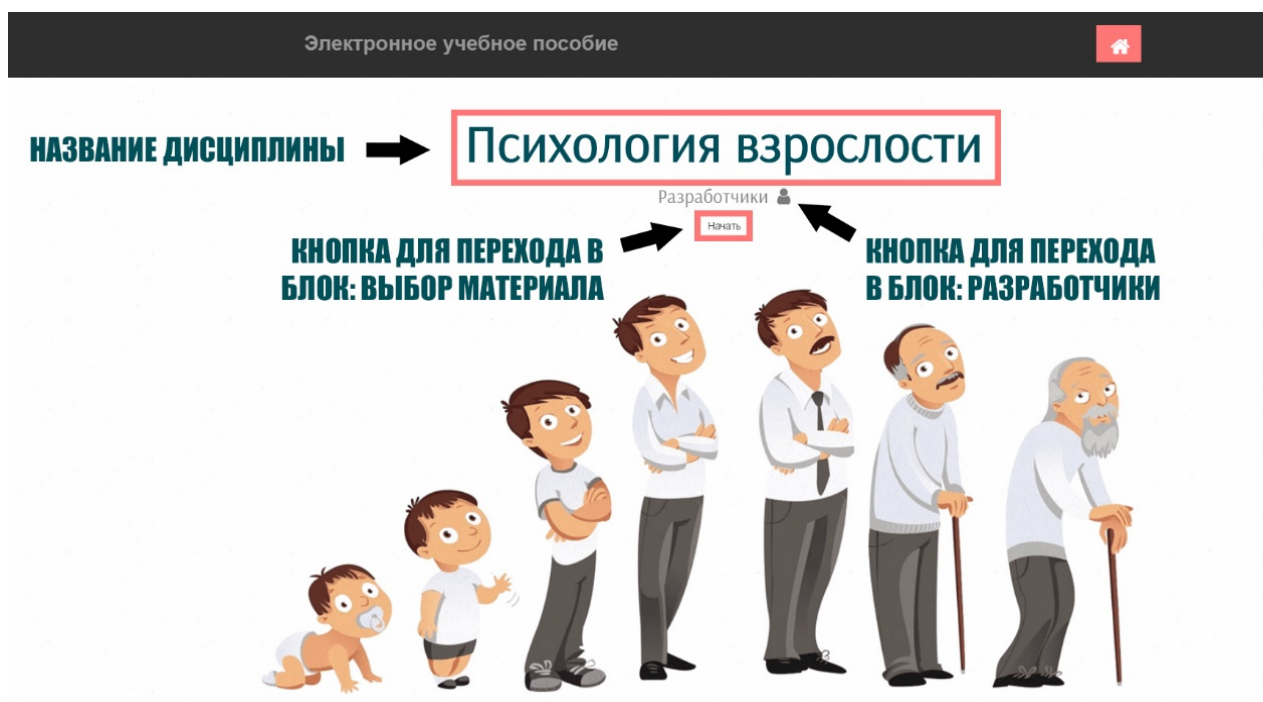 Электронное учебное пособие
НАЗВАНИЕ ДИСЦИПЛИНЫ
Психология взрослости
Разработчики
Начать
КНОПКА ДЛЯ ПЕРЕХОДА В
БЛОК: ВЫБОР МАТЕРИАЛА
КНОПКА ДЛЯ ПЕРЕХОДА
В БЛОК: РАЗРАБОТЧИКИ